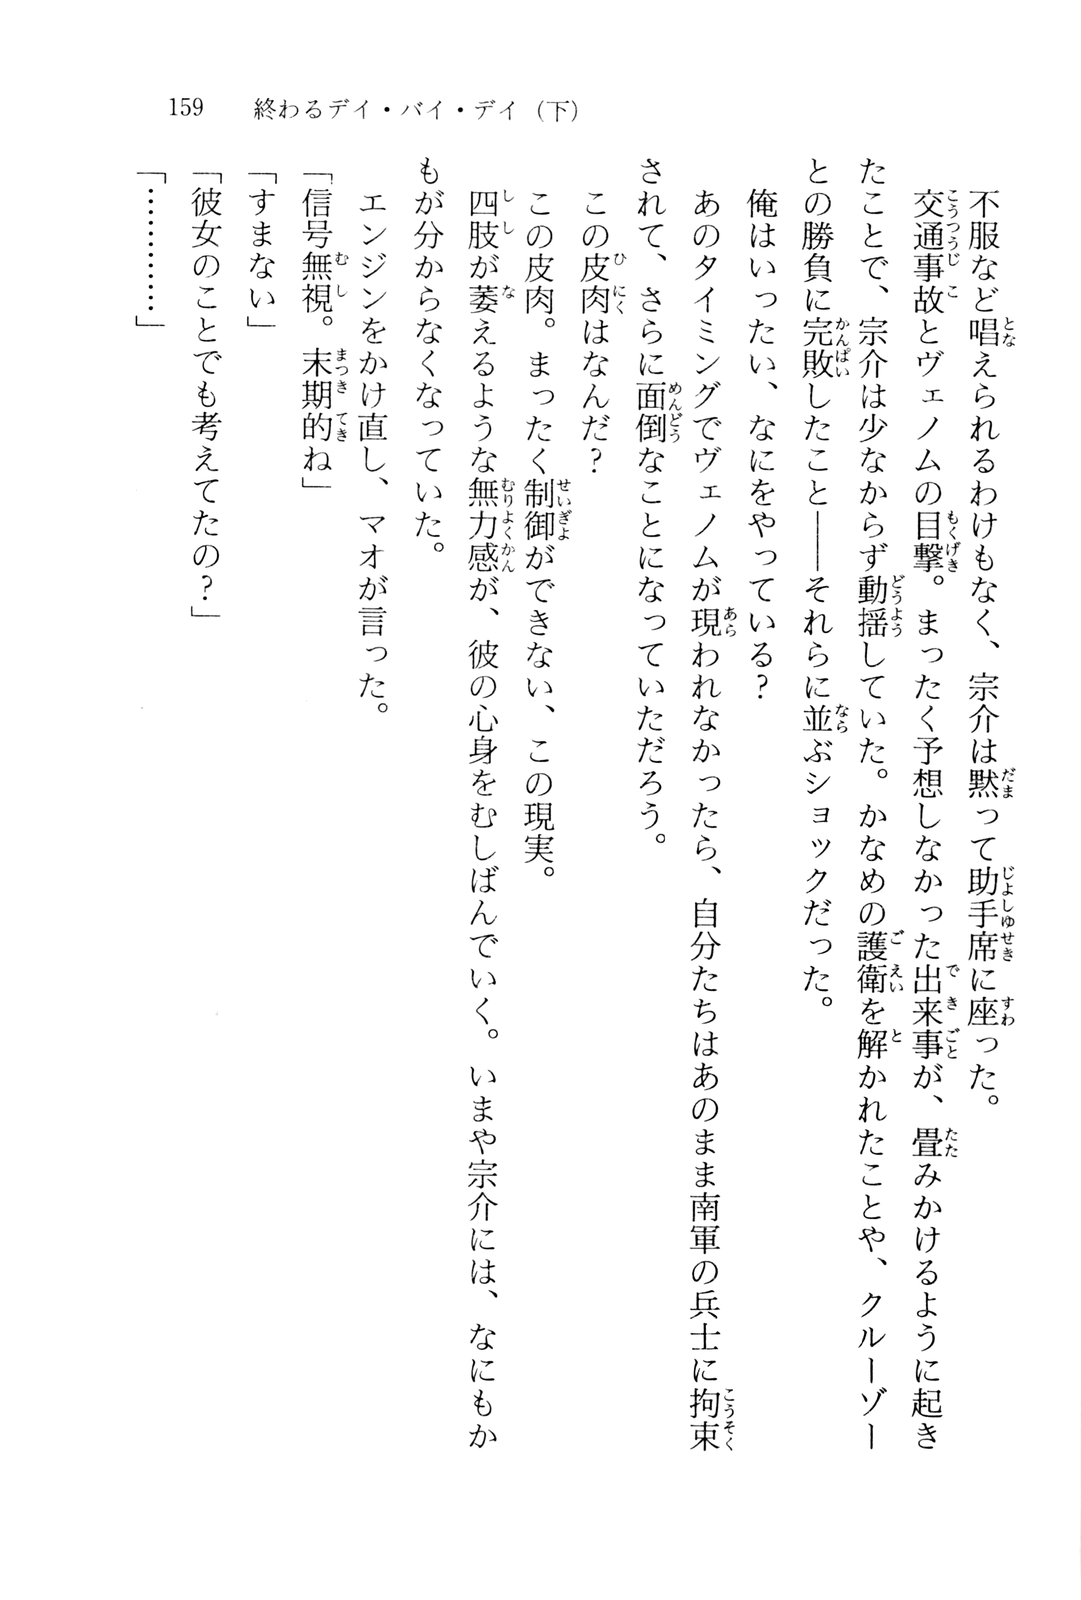 159　終わるデイ・バイ・デイ（下）
不服など唱えられるわけもなく、宗介は黙って助手席に座った。
交通事故とヴェノムの目撃。まったく予想しなかった出来事が、畳みかけるように起き
たことで、宗介は少なからず動揺していた。かなめの護衛を解かれたことや、クルーゾー
との勝負に完敗したこと――それらに並ぶショックだった。
俺はいったい、なにをやっている？
あのタイミングでヴェノムが現われなかったら、自分たちはあのまま南軍の兵士に拘束
されて、さらに面倒なことになっていただろう。
この皮肉はなんだ？
この皮肉。まったく制御ができない、この現実。
四肢が萎えるような無力感が、彼の心身をむしばんでいく。いまや宗介には、なにもか
もが分からなくなっていた。
エンジンをかけ直し、マオが言った。
「信号無視。末期的ね」
「すまない」
「彼女のことでも考えてたの？」
「…………」